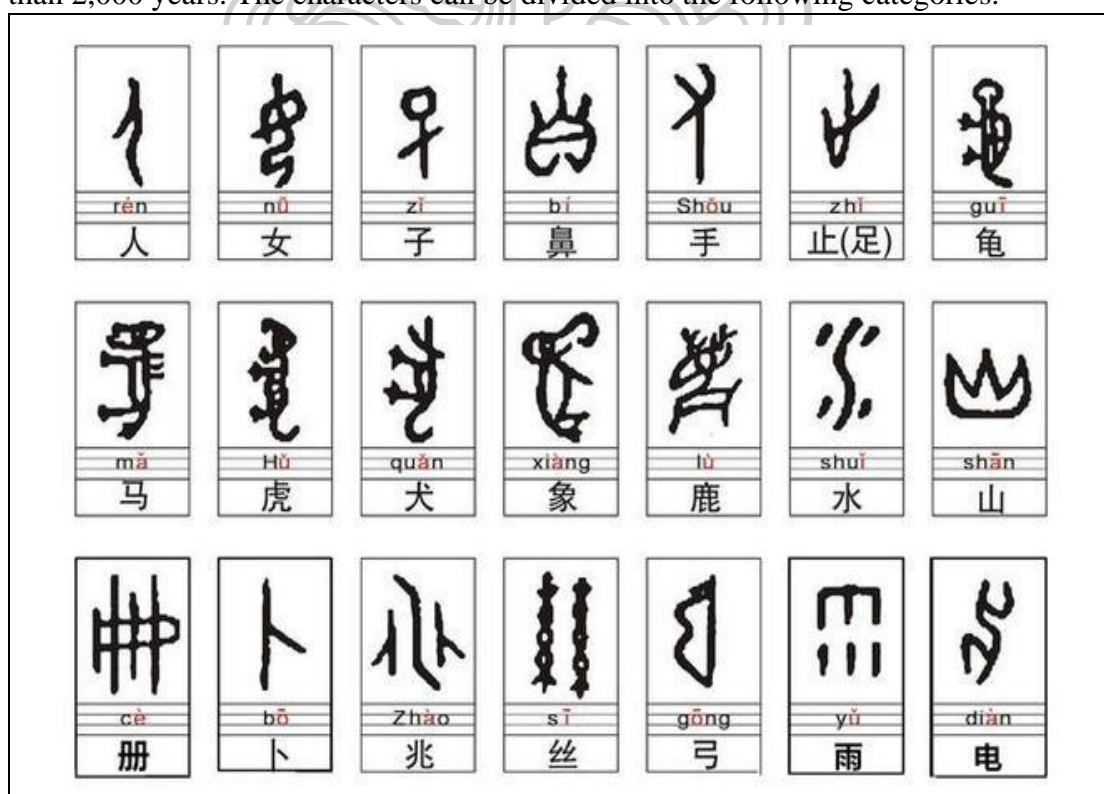 than 2,000 years. The characters can be divided into the following categories.
rén nǚ zǐ bí Shǒu zhǐ guī
人 女 子 鼻 手 止(足) 龟
mǎ Hǔ quǎn xiàng lù shuǐ shān
马 虎 犬 象 鹿 水 山
cè bō Zhào sī gōng yǔ diàn
册 卜 兆 丝 弓 雨 电